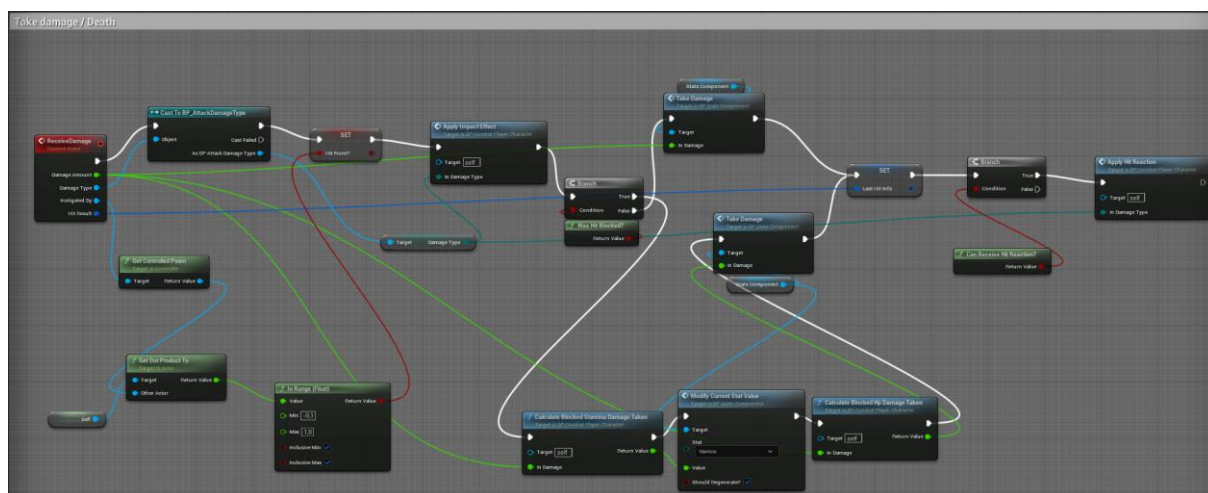 Take damage / Death
ReceiveDamage
Custom Event
Damage Amount
Damage Type
Instigated By
Hit Result
Cast To BP_AttackDamageType
Object
Cast Failed
As BP Attack Damage Type
SET
Hit Front?
Apply Impact Effect
Target is BP Combat Player Character
Target self
In Damage Type
Branch
True
Condition
False
Was Hit Blocked?
Return Value
Stats Component
Take Damage
Target is BP Stats Component
Target
In Damage
SET
Last Hit Info
Branch
True
Condition
False
Apply Hit Reaction
Target is BP Combat Player Character
Target self
In Damage Type
Can Receive Hit Reaction?
Return Value
Take Damage
Target is BP Stats Component
Target
In Damage
Stats Component
Target Damage Type
Get Controlled Pawn
Target is Controller
Target Return Value
Get Dot Product To
Target is Actor
Target Return Value
Other Actor
Self
In Range (Float)
Value Return Value
Min -0,1
Max 1,0
Inclusive Min
Inclusive Max
Calculate Blocked Stamina Damage Taken
Target is BP Combat Player Character
Target self
Return Value
In Damage
Modify Current Stat Value
Target is BP Stats Component
Target
Stat
Stamina
Value
Should Regenerate?
Calculate Blocked Hp Damage Taken
Target is BP Combat Player Character
Target self
Return Value
In Damage